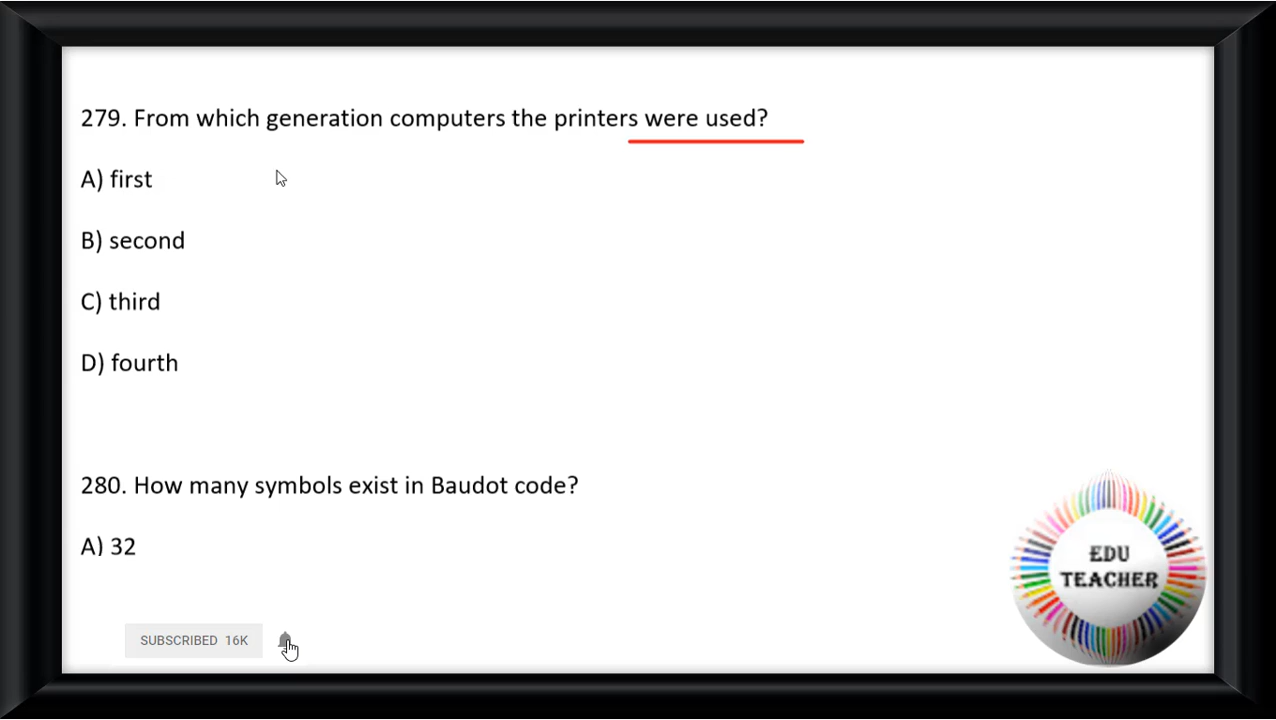 279. From which generation computers the printers were used?
A) first
B) second
C) third
D) fourth
280. How many symbols exist in Baudot code?
A) 32
EDU
TEACHER
SUBSCRIBED 16K